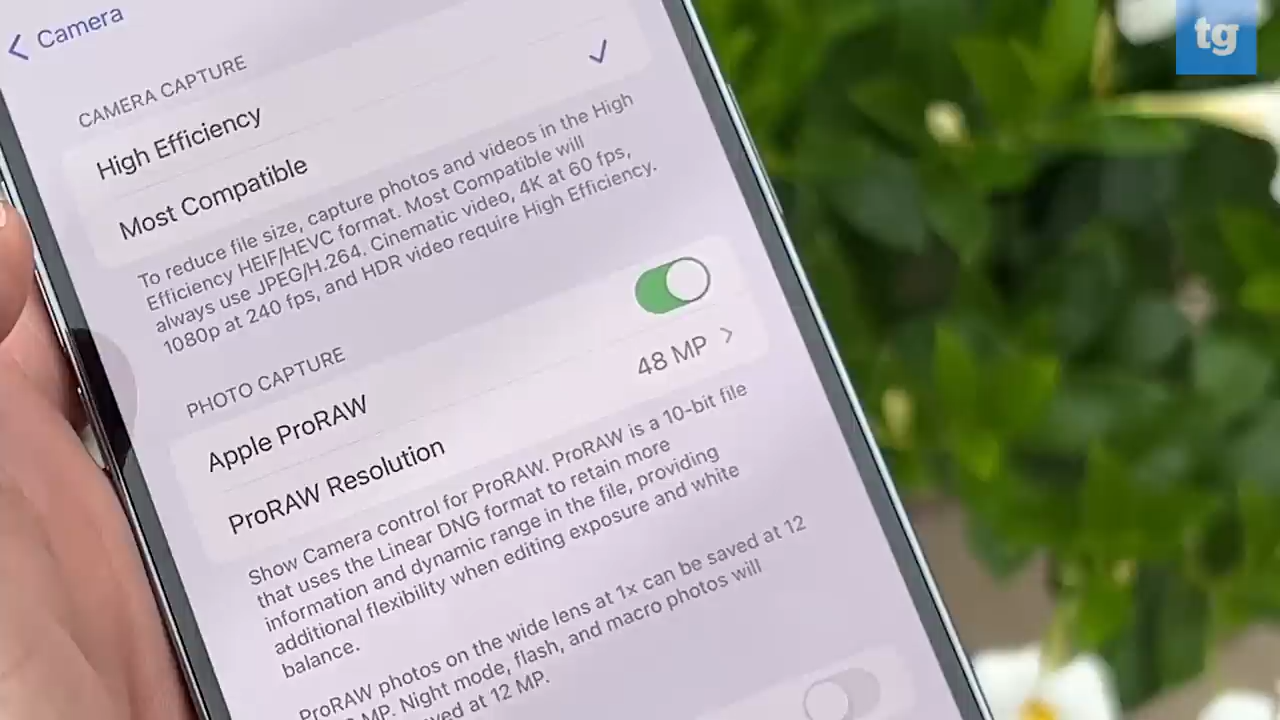 tg
Camera
CAMERA CAPTURE
High Efficiency
Most Compatible
To reduce file size, capture photos and videos in the High
Efficiency HEIF/HEVC format. Most Compatible will
always use JPEG/H.264. Cinematic video, 4K at 60 fps,
1080p at 240 fps, and HDR video require High Efficiency.
PHOTO CAPTURE
Apple ProRAW
ProRAW Resolution 48 MP
Show Camera control for ProRAW. ProRAW is a 10-bit file
that uses the Linear DNG format to retain more
information and dynamic range in the file, providing
additional flexibility when editing exposure and white
balance.
ProRAW photos on the wide lens at 1x can be saved at 12
MP. Night mode, flash, and macro photos will
at 12 MP.